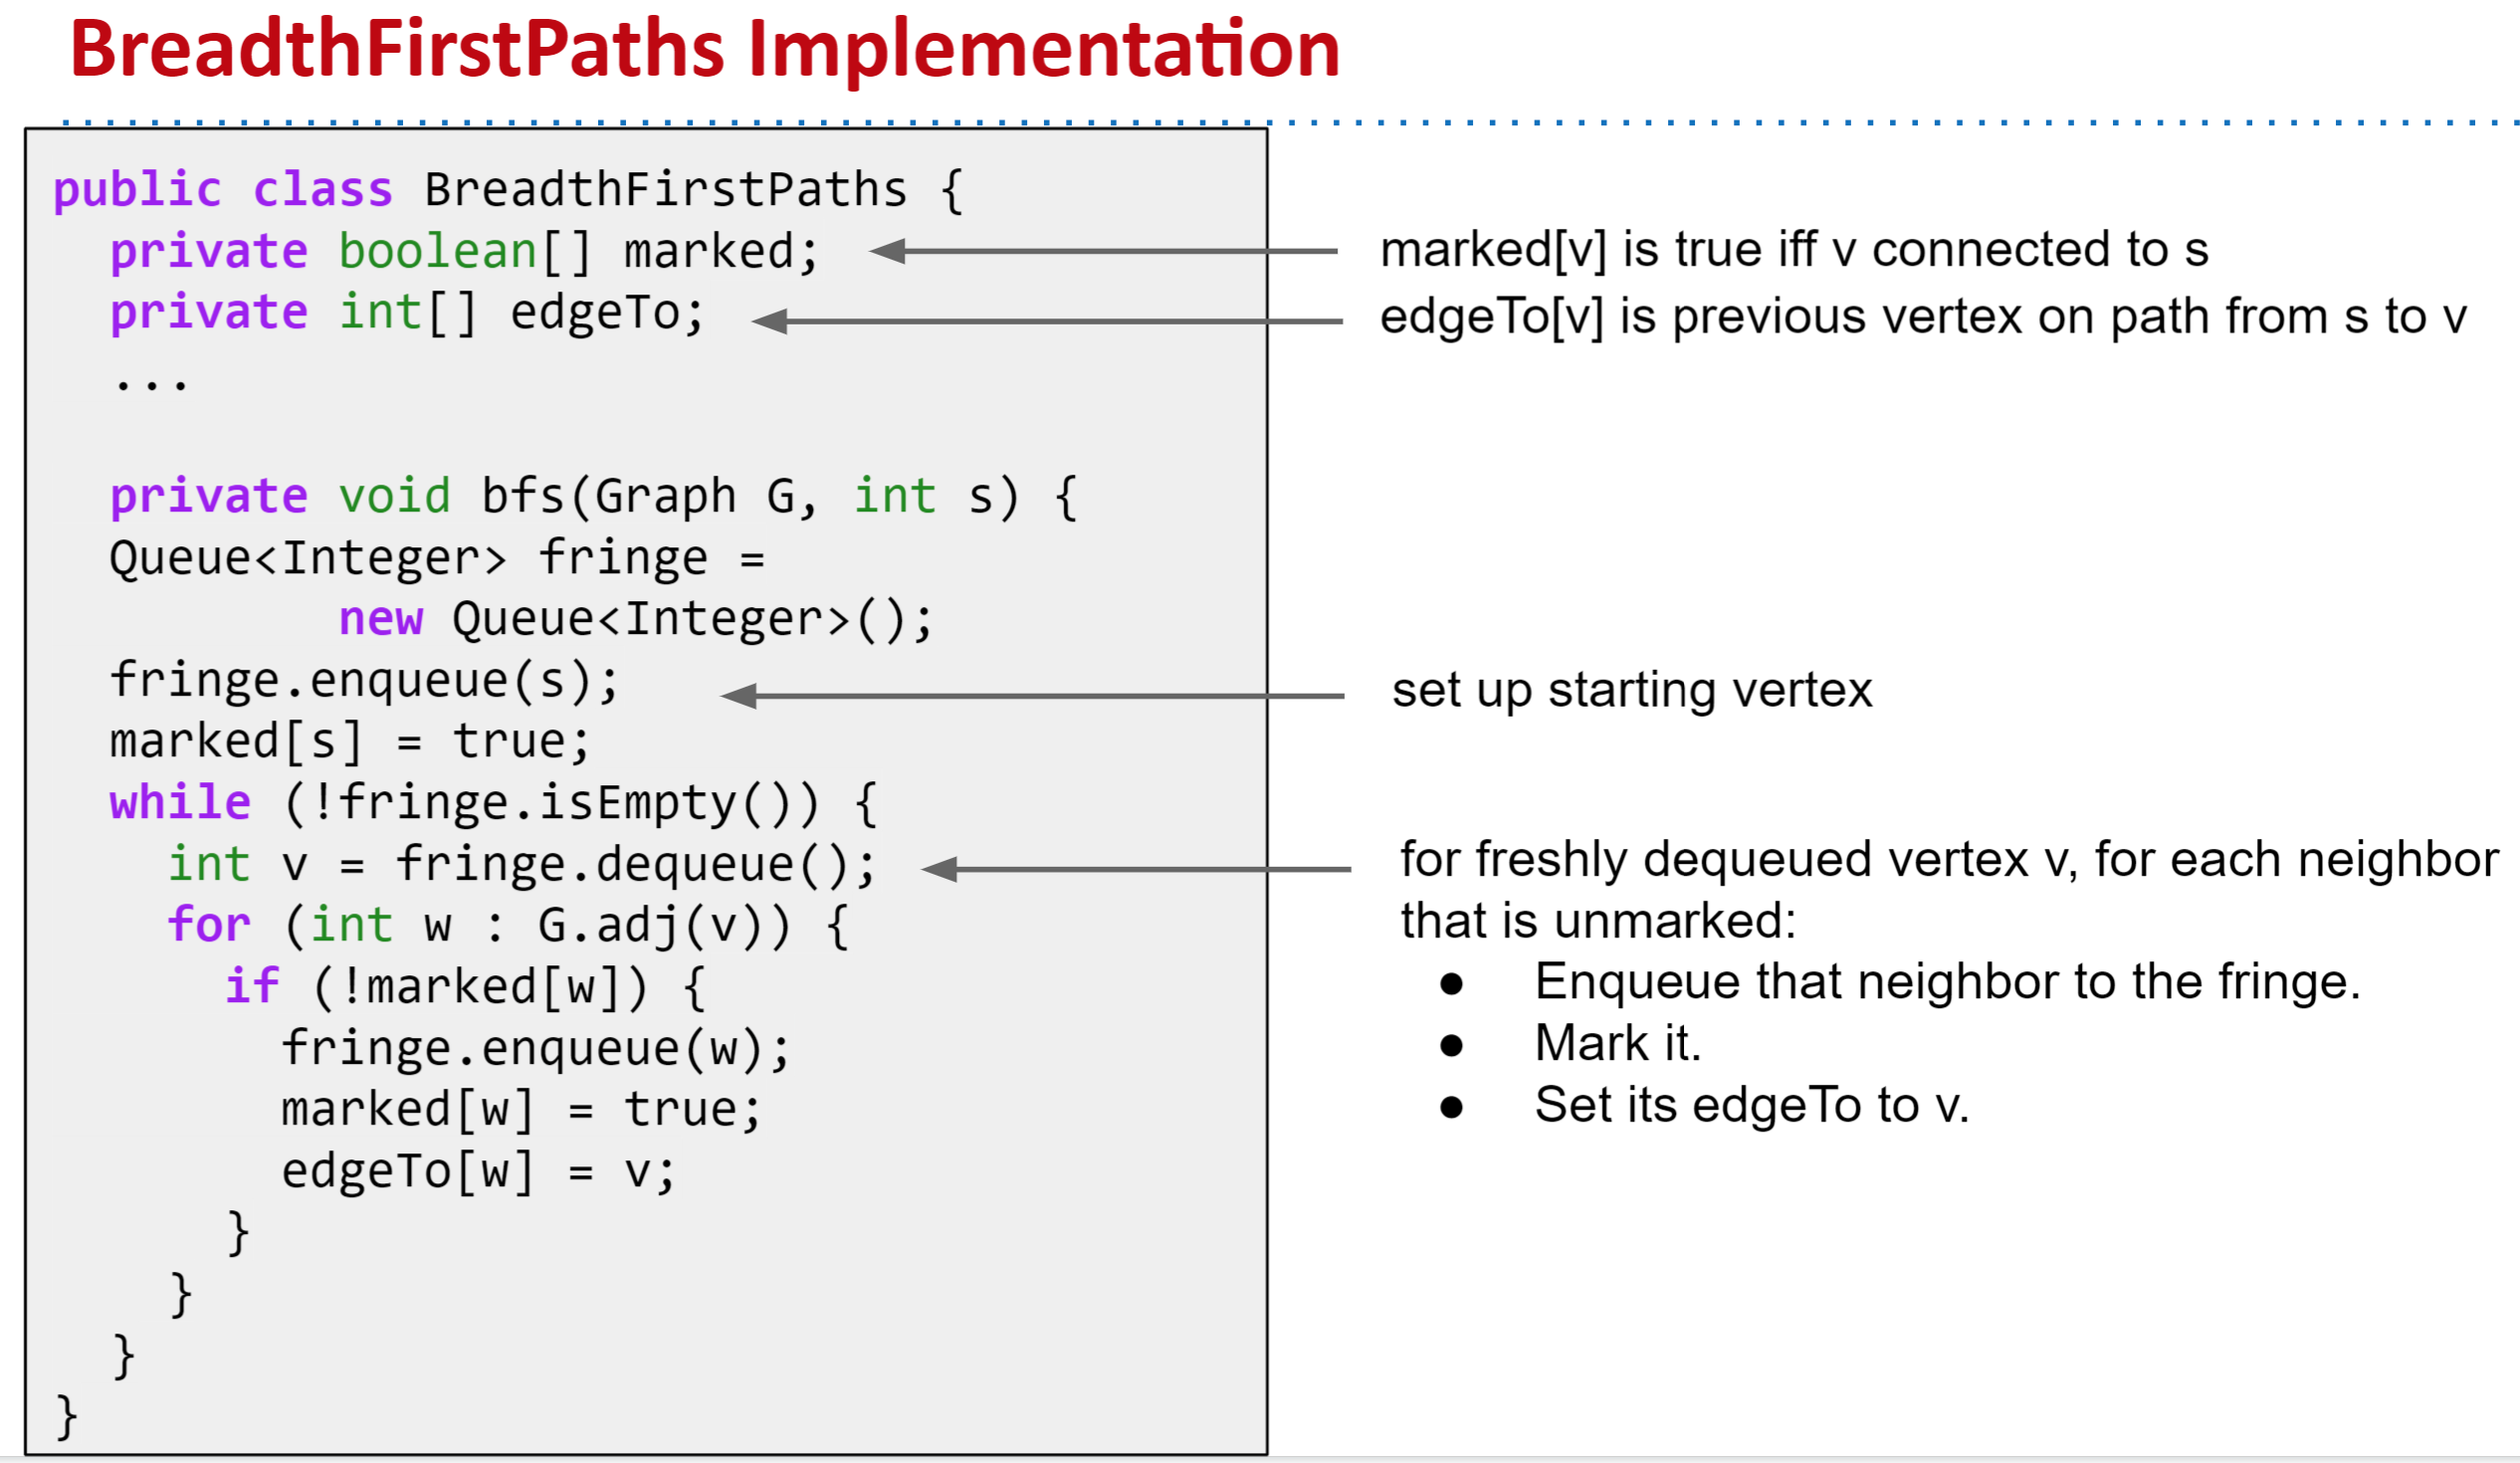 BreadthFirstPaths Implementation
public class BreadthFirstPaths {
private boolean[] marked;
marked[v] is true iff v connected to s
private int[] edgeTo;
edgeTo[v] is previous vertex on path from s to v
...
private void bfs(Graph G, int s) {
Queue<Integer> fringe =
new Queue<Integer>();
fringe.enqueue(s);
set up starting vertex
marked[s] = true;
while (!fringe.isEmpty()) {
int v = fringe.dequeue();
for (int w : G.adj(v)) {
if (!marked[w]) {
fringe.enqueue(w);
marked[w] = true;
edgeTo[w] = v;
}
}
}
}
for freshly dequeued vertex v, for each neighbor
that is unmarked:
● Enqueue that neighbor to the fringe.
● Mark it.
● Set its edgeTo to v.